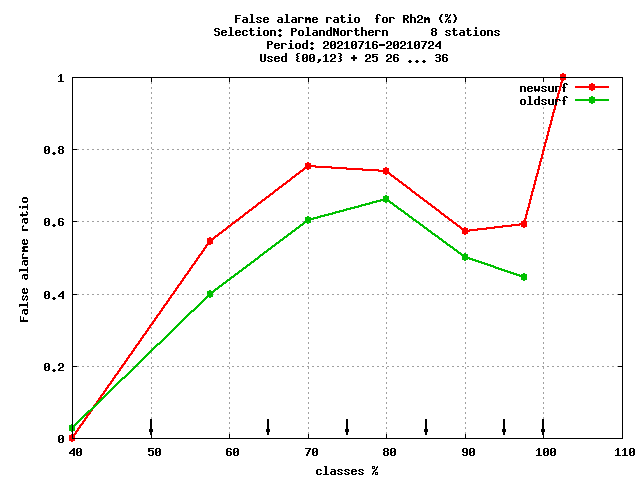 False alarme ratio  for Rh2m (%)
Selection: PolandNorthern      8 stations
Period: 20210716-20210724
Used {00,12} + 25 26 ... 36
newsurf
oldsurf
False alarme ratio
1
0.8
0.6
0.4
0.2
0
40 50 60 70 80 90 100 110
classes %